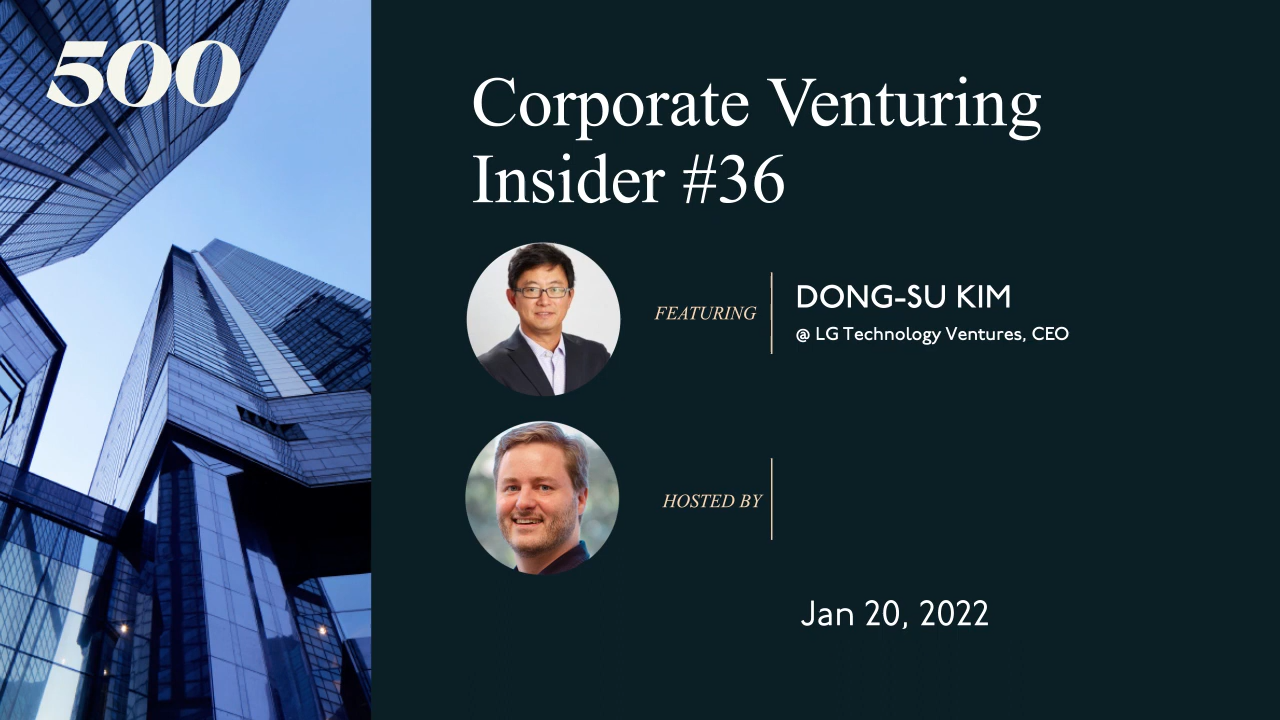 500
Corporate Venturing
Insider #36
FEATURING
DONG-SU KIM
@ LG Technology Ventures, CEO
HOSTED BY
Jan 20, 2022